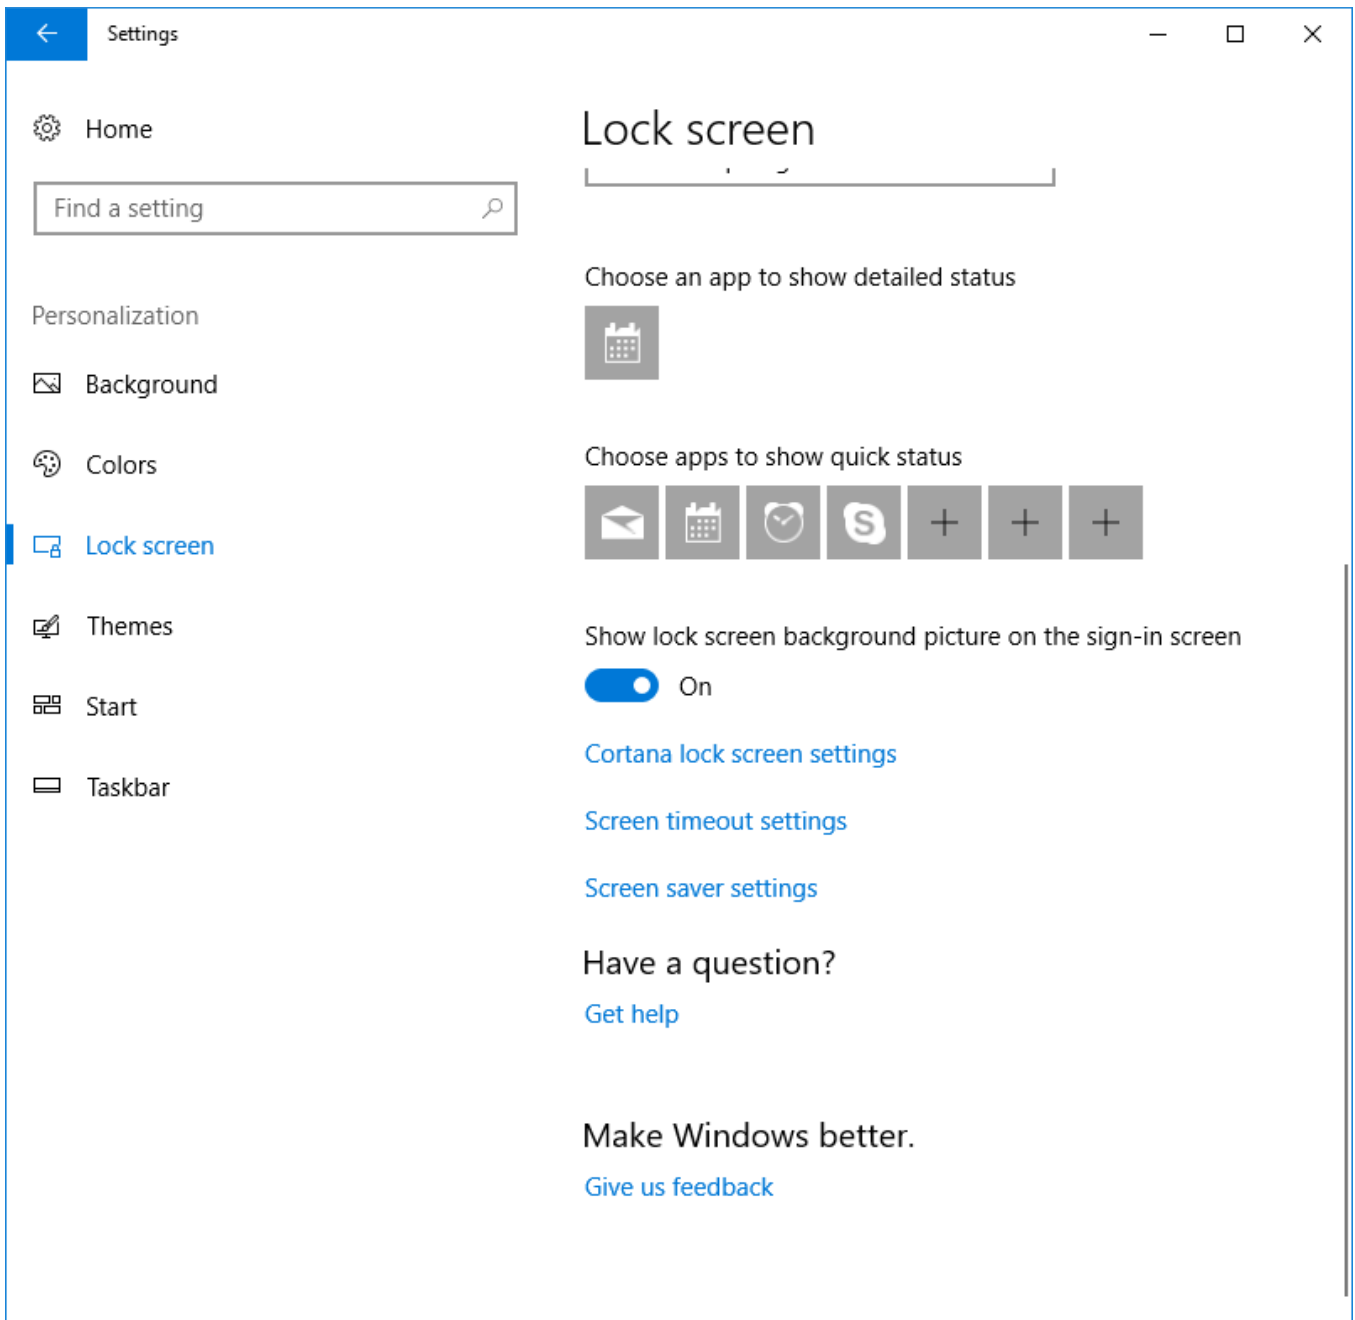 Settings
Home
Find a setting
Personalization
Background
Colors
Lock screen
Themes
Start
Taskbar
Lock screen
Choose an app to show detailed status
Choose apps to show quick status
Show lock screen background picture on the sign-in screen
On
Cortana lock screen settings
Screen timeout settings
Screen saver settings
Have a question?
Get help
Make Windows better.
Give us feedback